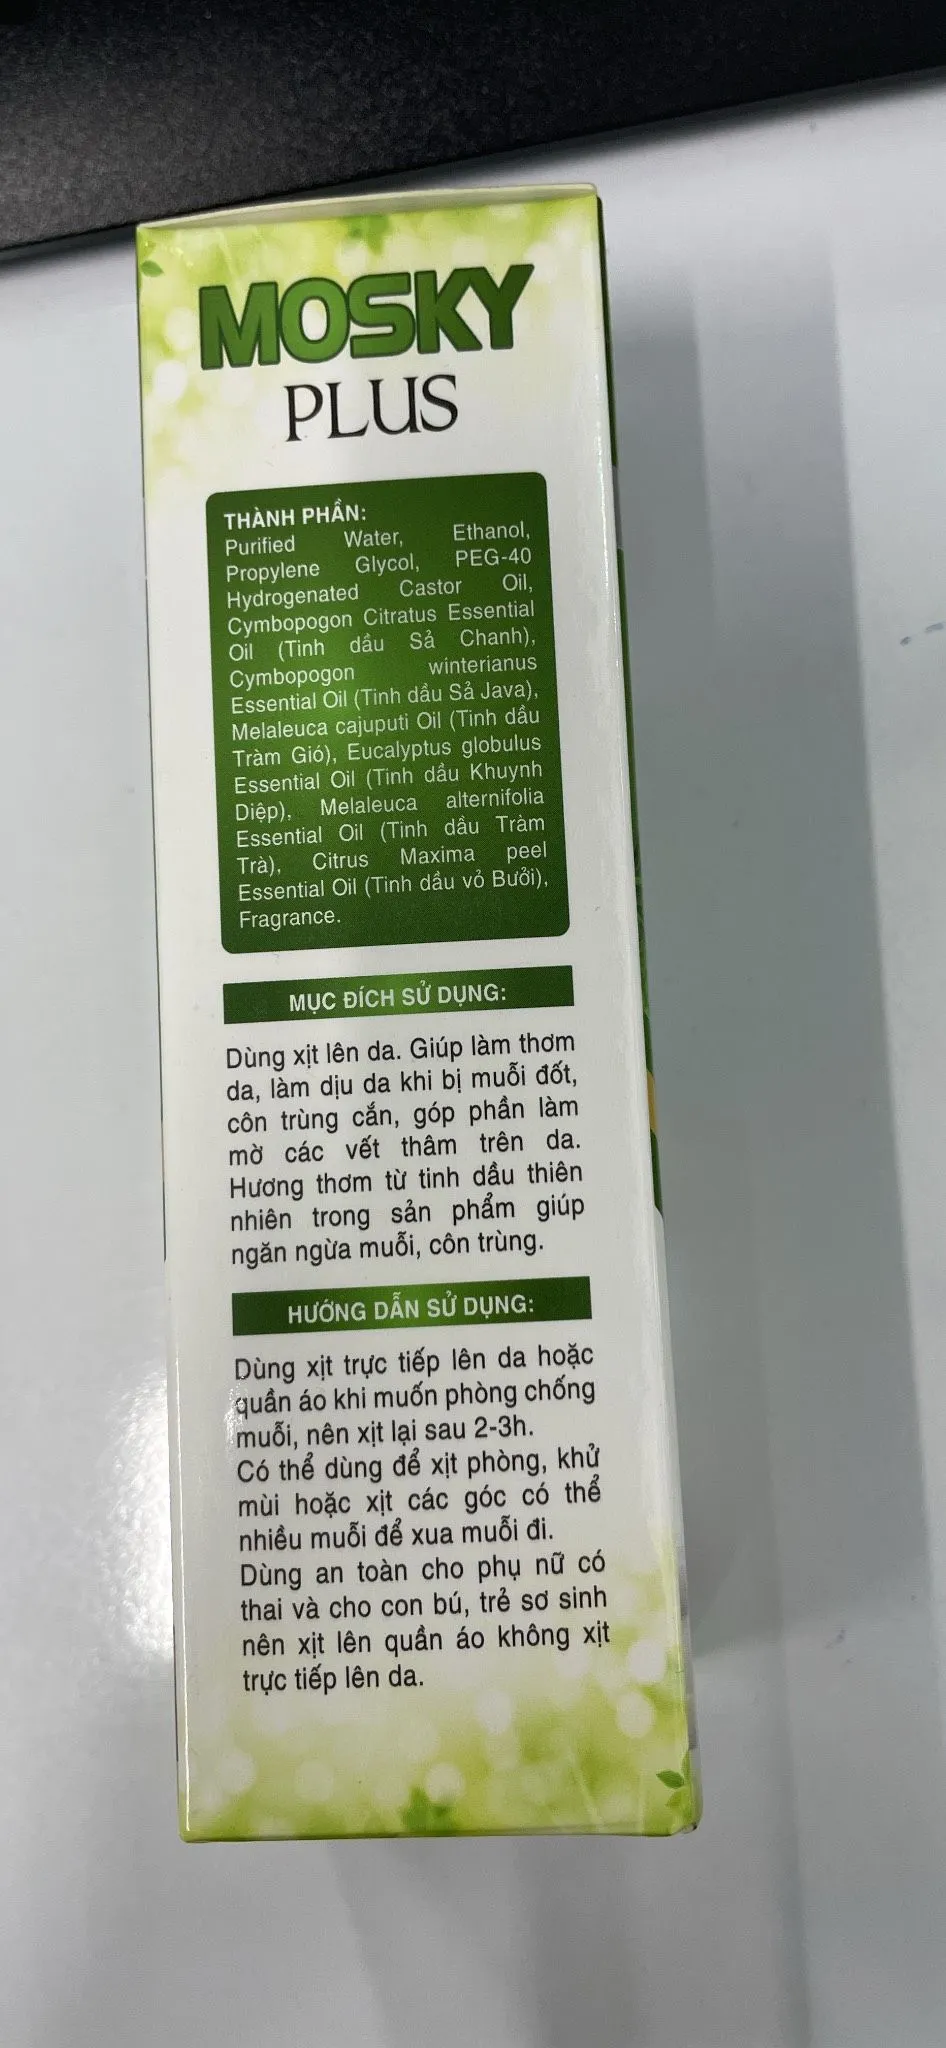 MOSKY
PLUS
THÀNH PHẦN:
Purified Water, Ethanol,
Propylene Glycol, PEG-40
Hydrogenated Castor Oil,
Cymbopogon Citratus Essential
Oil (Tinh dầu Sả Chanh),
Cymbopogon winterianus
Essential Oil (Tinh dầu Sả Java),
Melaleuca cajuputi Oil (Tinh dầu
Tràm Gió), Eucalyptus globulus
Essential Oil (Tinh dầu Khuynh
Diệp), Melaleuca alternifolia
Essential Oil (Tinh dầu Tràm
Trà), Citrus Maxima peel
Essential Oil (Tinh dầu vỏ Bưởi),
Fragrance.
MỤC ĐÍCH SỬ DỤNG:
Dùng xịt lên da. Giúp làm thơm
da, làm dịu da khi bị muỗi đốt,
côn trùng cắn, góp phần làm
mờ các vết thâm trên da.
Hương thơm từ tinh dầu thiên
nhiên trong sản phẩm giúp
ngăn ngừa muỗi, côn trùng.
HƯỚNG DẪN SỬ DỤNG:
Dùng xịt trực tiếp lên da hoặc
quần áo khi muốn phòng chống
muỗi, nên xịt lại sau 2-3h.
Có thể dùng để xịt phòng, khử
mùi hoặc xịt các góc có thể
nhiều muỗi để xua muỗi đi.
Dùng an toàn cho phụ nữ có
thai và cho con bú, trẻ sơ sinh
nên xịt lên quần áo không xịt
trực tiếp lên da.